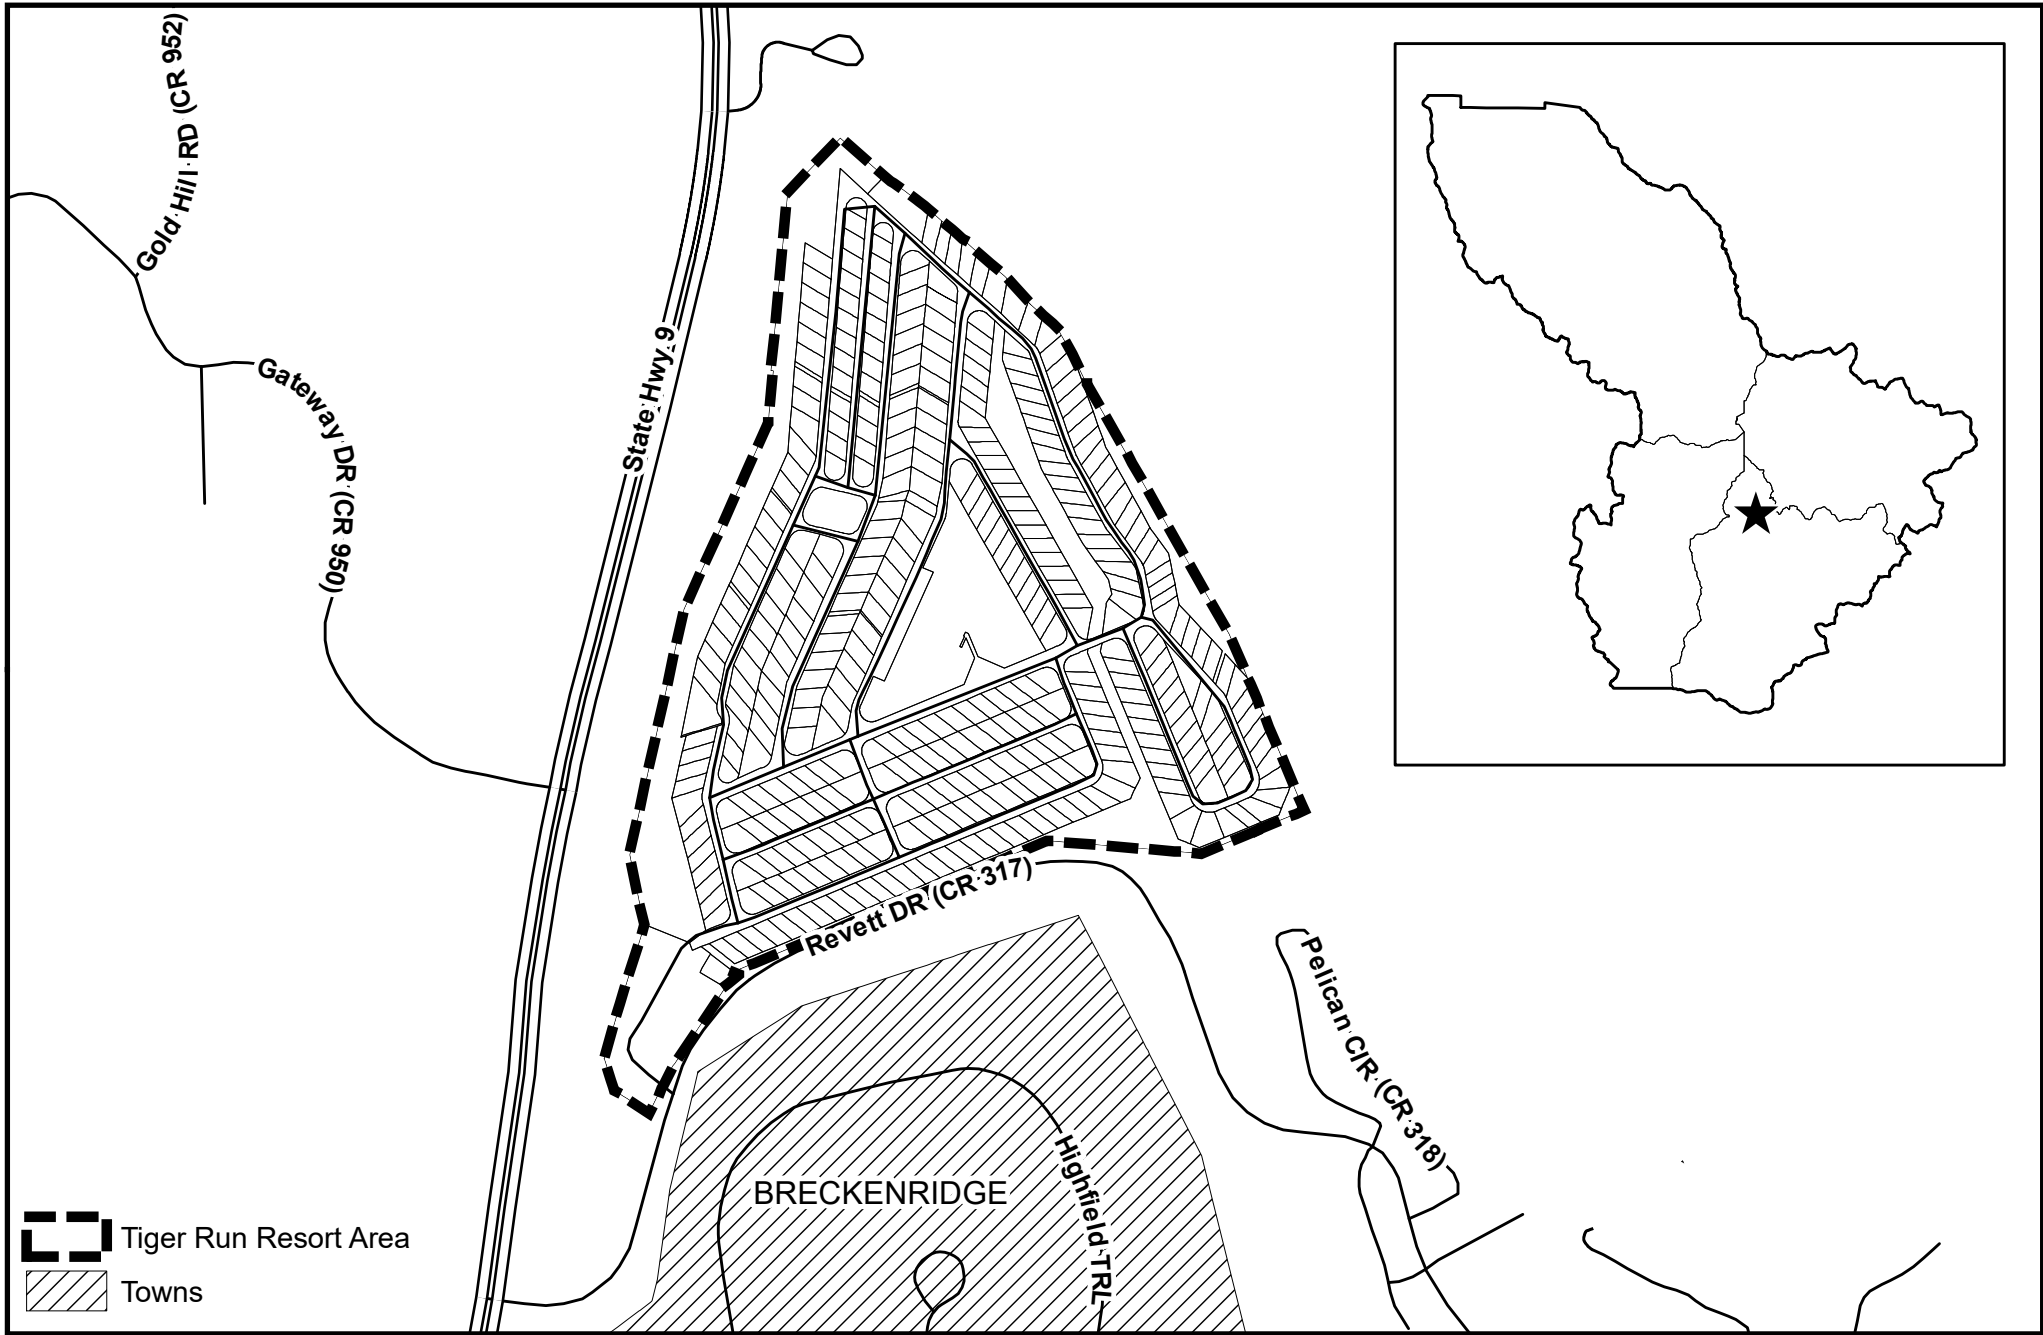 Gold Hill RD (CR 952)
Gateway DR (CR 950)
State Hwy 9
Revett DR (CR 317)
Pelican CIR (CR 318)
Highfield TRL
BRECKENRIDGE
Tiger Run Resort Area
Towns